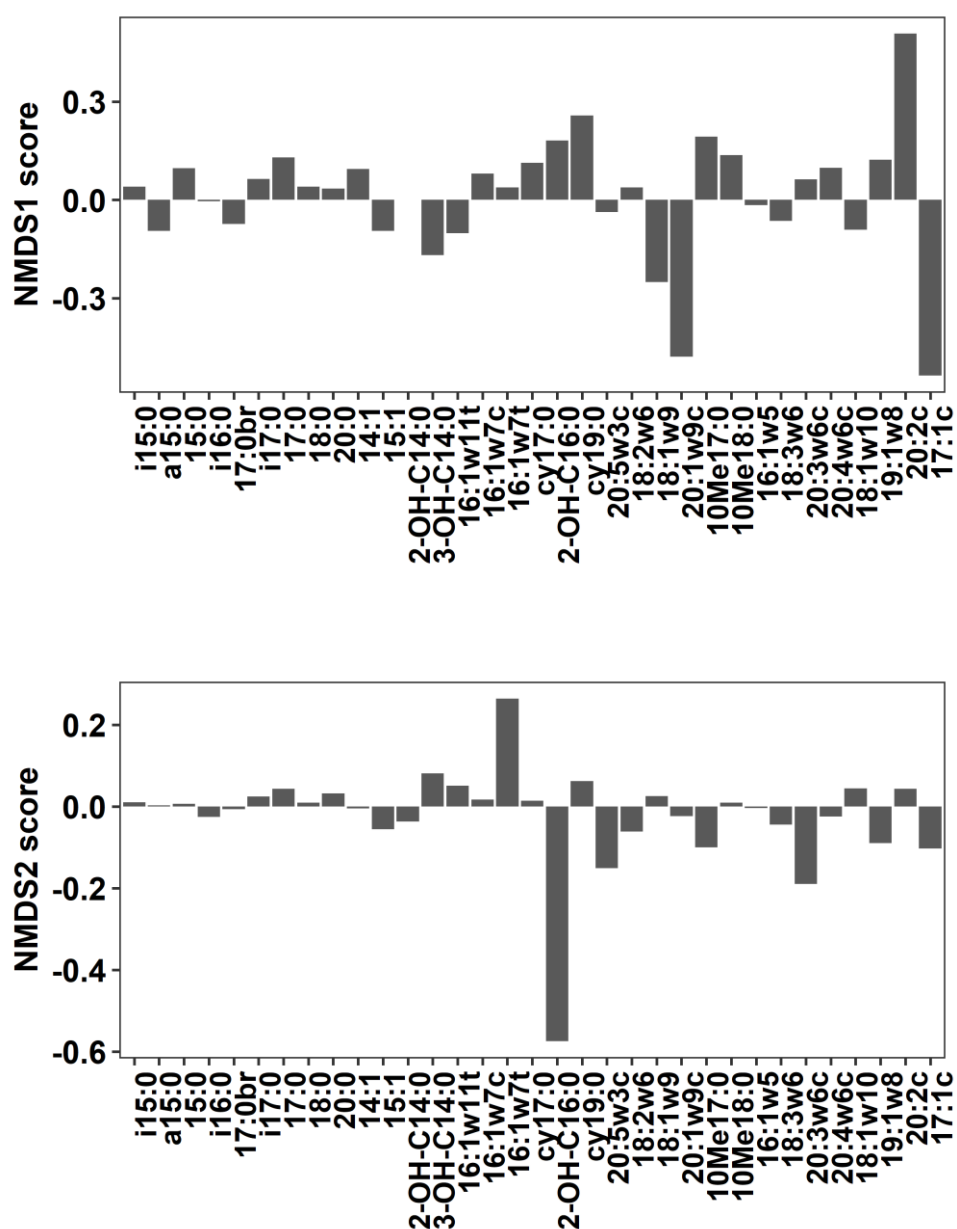 NMDS1 score
0.3
0.0
-0.3
i15:0
a15:0
15:0
i16:0
17:0br
i17:0
17:0
18:0
20:0
14:1
15:1
2-OH-C14:0
3-OH-C14:0
16:1w11t
16:1w7c
16:1w7t
cy17:0
2-OH-C16:0
cy19:0
20:5w3c
18:2w6
18:1w9
20:1w9c
10Me17:0
10Me18:0
16:1w5
18:3w6
20:3w6c
20:4w6c
18:1w10
19:1w8
20:2c
17:1c
NMDS2 score
0.2
0.0
-0.2
-0.4
-0.6
i15:0
a15:0
15:0
i16:0
17:0br
i17:0
17:0
18:0
20:0
14:1
15:1
2-OH-C14:0
3-OH-C14:0
16:1w11t
16:1w7c
16:1w7t
cy17:0
2-OH-C16:0
cy19:0
20:5w3c
18:2w6
18:1w9
20:1w9c
10Me17:0
10Me18:0
16:1w5
18:3w6
20:3w6c
20:4w6c
18:1w10
19:1w8
20:2c
17:1c